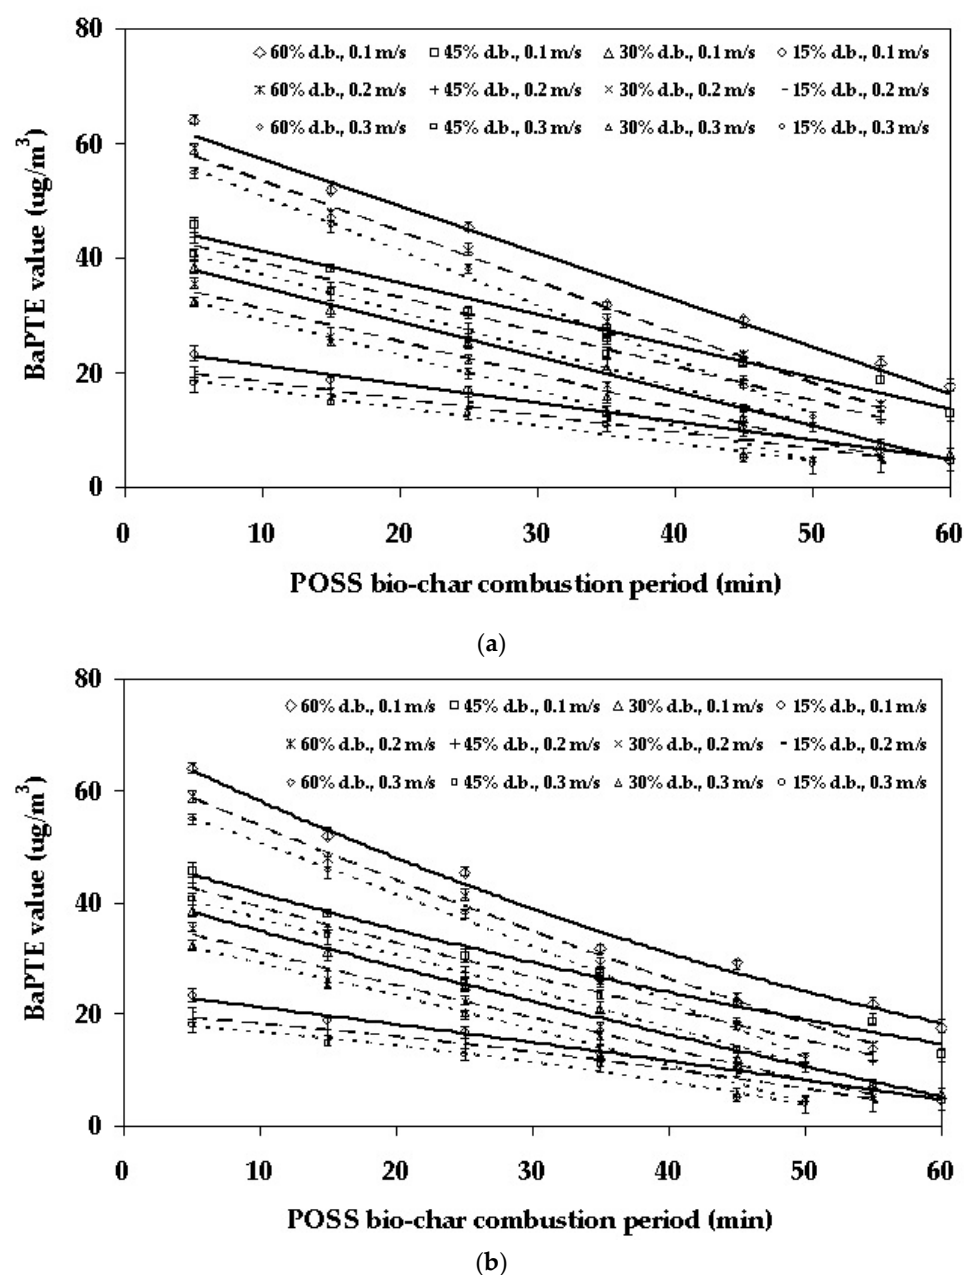 80
60
40
20
0
BaPTE value (ug/m³)
60% d.b., 0.1 m/s 45% d.b., 0.1 m/s 30% d.b., 0.1 m/s 15% d.b., 0.1 m/s
60% d.b., 0.2 m/s 45% d.b., 0.2 m/s 30% d.b., 0.2 m/s 15% d.b., 0.2 m/s
60% d.b., 0.3 m/s 45% d.b., 0.3 m/s 30% d.b., 0.3 m/s 15% d.b., 0.3 m/s
0 10 20 30 40 50 60
POSS bio-char combustion period (min)
(a)
80
60
40
20
0
BaPTE value (ug/m³)
60% d.b., 0.1 m/s 45% d.b., 0.1 m/s 30% d.b., 0.1 m/s 15% d.b., 0.1 m/s
60% d.b., 0.2 m/s 45% d.b., 0.2 m/s 30% d.b., 0.2 m/s 15% d.b., 0.2 m/s
60% d.b., 0.3 m/s 45% d.b., 0.3 m/s 30% d.b., 0.3 m/s 15% d.b., 0.3 m/s
0 10 20 30 40 50 60
POSS bio-char combustion period (min)
(b)